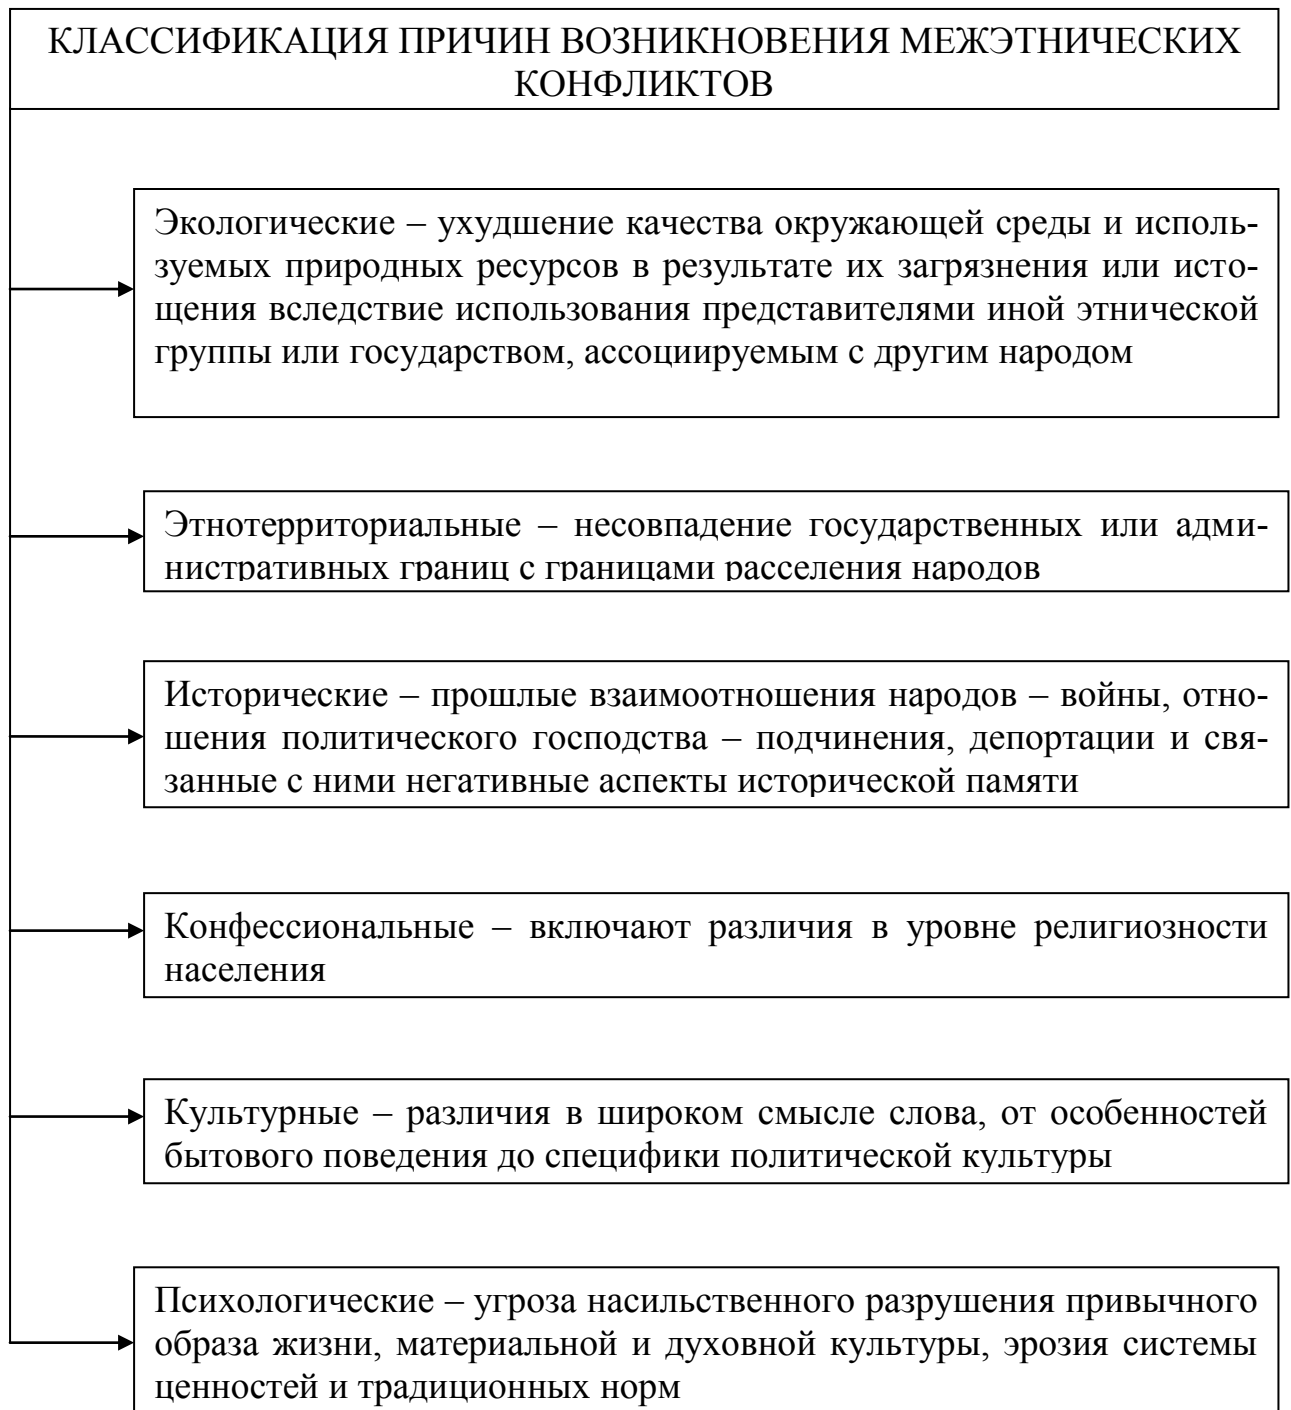 КЛАССИФИКАЦИЯ ПРИЧИН ВОЗНИКНОВЕНИЯ МЕЖЭТНИЧЕСКИХ
КОНФЛИКТОВ
Экологические – ухудшение качества окружающей среды и исполь-
зуемых природных ресурсов в результате их загрязнения или исто-
щения вследствие использования представителями иной этнической
группы или государством, ассоциируемым с другим народом
Этнотерриториальные – несовпадение государственных или адми-
нистративных границ с границами расселения народов
Исторические – прошлые взаимоотношения народов – войны, отно-
шения политического господства – подчинения, депортации и свя-
занные с ними негативные аспекты исторической памяти
Конфессиональные – включают различия в уровне религиозности
населения
Культурные – различия в широком смысле слова, от особенностей
бытового поведения до специфики политической культуры
Психологические – угроза насильственного разрушения привычного
образа жизни, материальной и духовной культуры, эрозия системы
ценностей и традиционных норм